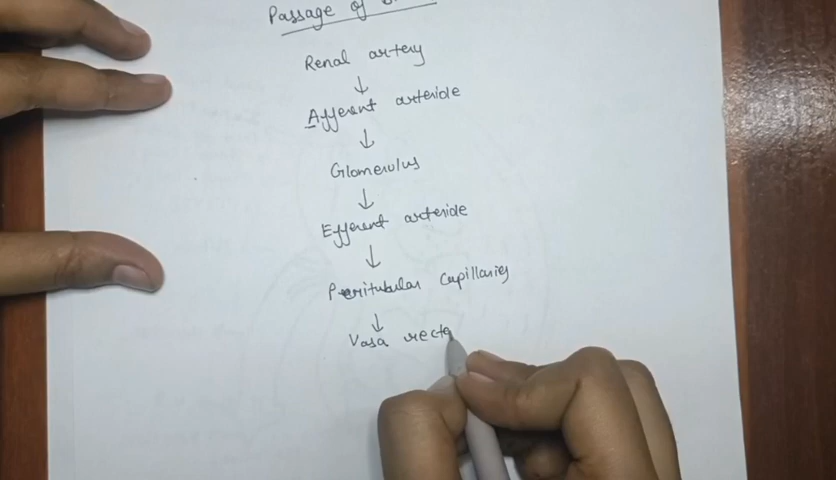 Passage of
Renal artery
↓
Afferent arteriole
↓
Glomerulus
↓
Efferent arteriole
↓
Peritubular capillaries
↓
Vasa recta